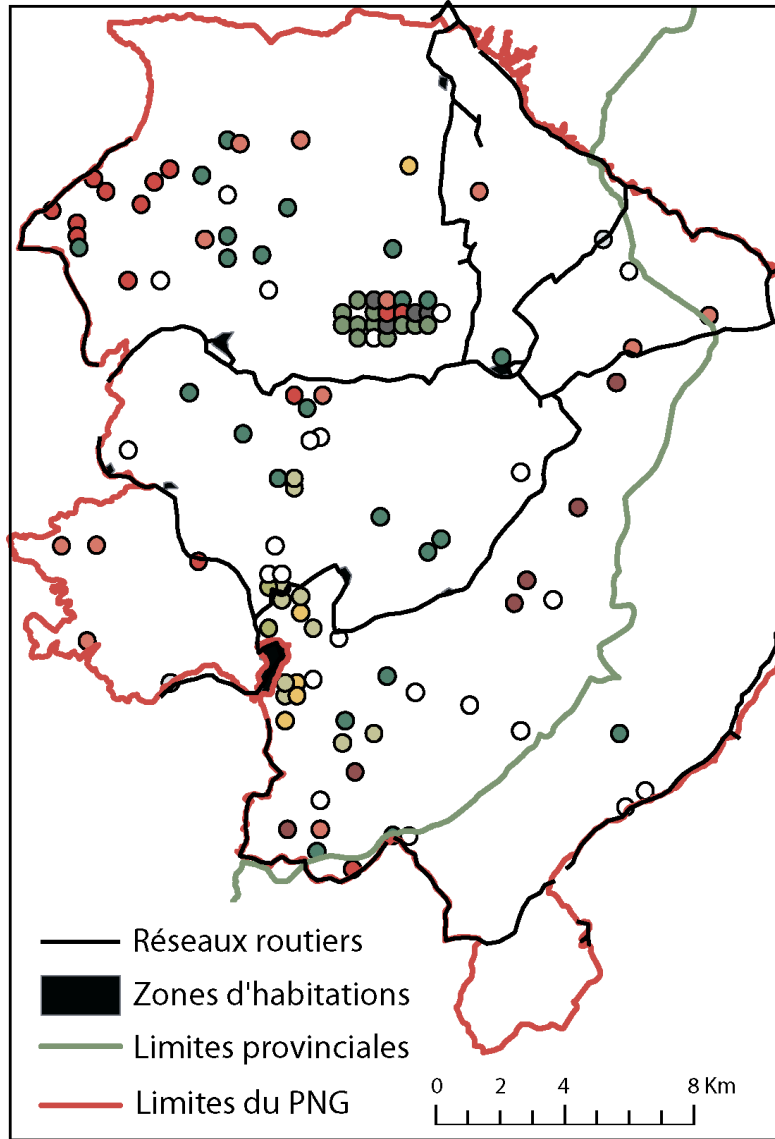 Réseaux routiers
Zones d'habitations
Limites provinciales
Limites du PNG
0 2 4 8 Km